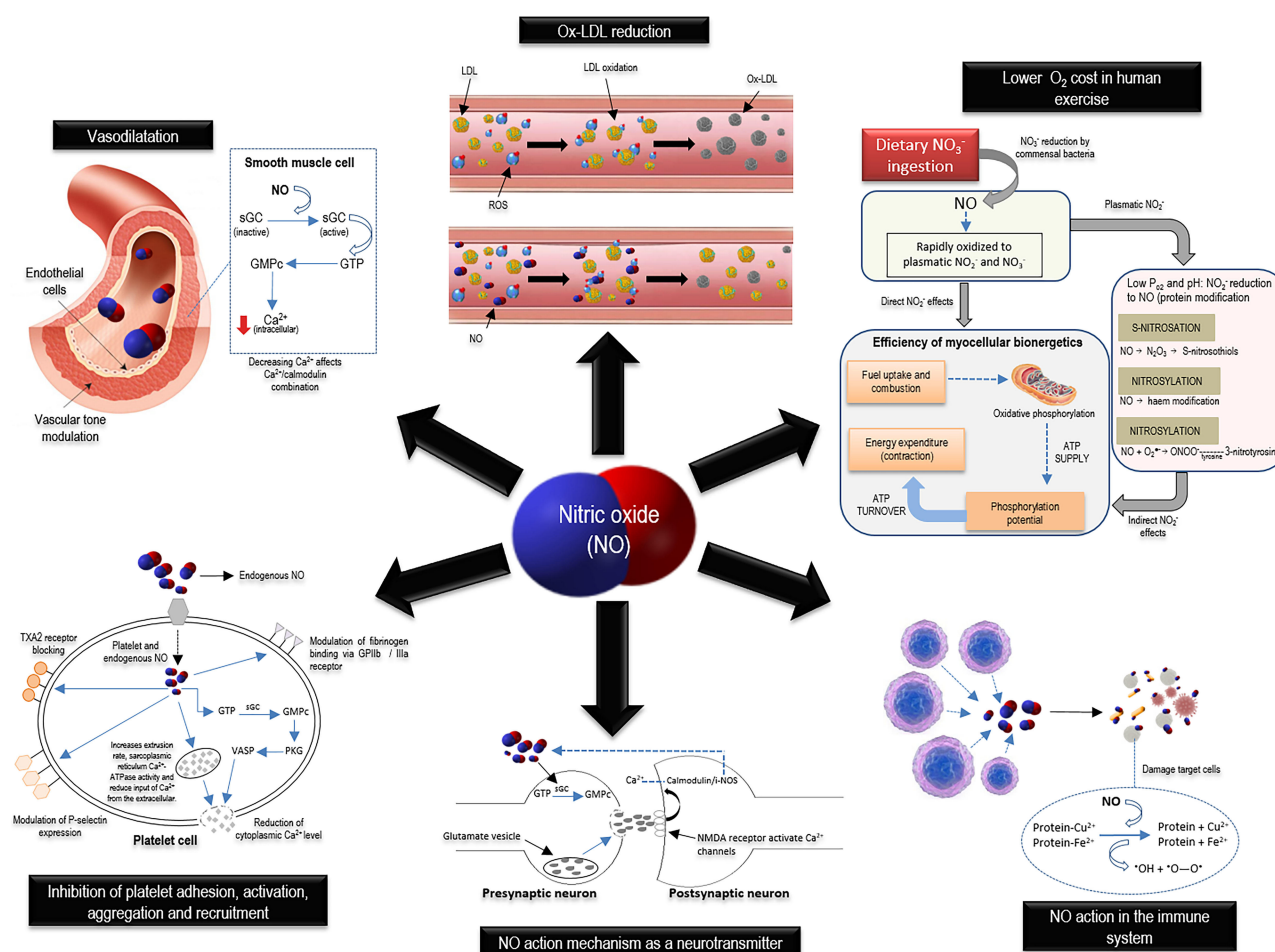 Ox-LDL reduction
LDL
LDL oxidation
Ox-LDL
ROS
NO
Vasodilatation
Smooth muscle cell
NO
sGC
(inactive)
sGC
(active)
GMPc
GTP
Ca²⁺
(intracellular)
Decreasing Ca²⁺ affects
Ca²⁺/calmodulin
combination
Endothelial
cells
Vascular tone
modulation
Lower O₂ cost in human
exercise
Dietary NO₃⁻
ingestion
NO₃⁻ reduction by
commensal bacteria
NO
Rapidly oxidized to
plasmatic NO₂⁻ and NO₃⁻
Plasmatic NO₂⁻
Direct NO₂⁻ effects
Low P₀₂ and pH: NO₂⁻ reduction
to NO (protein modification
S-NITROSATION
NO → N₂O₃ → S-nitrosothiols
NITROSYLATION
NO → haem modification
NITROSYLATION
NO + O₂•⁻ → ONOO⁻ 3-nitrotyrosin
tyrosine
Indirect NO₂⁻
effects
Efficiency of myocellular bionergetics
Fuel uptake and
combustion
Oxidative phosphorylation
Energy expenditure
(contraction)
ATP
SUPPLY
ATP
TURNOVER
Phosphorylation
potential
Nitric oxide
(NO)
Endogenous NO
TXA2 receptor
blocking
Platelet and
endogenous NO
Modulation of fibrinogen
binding via GPIIb / IIIa
receptor
GTP
sGC
GMPc
VASP
PKG
Increases extrusion
rate, sarcoplasmic
reticulum Ca²⁺-
ATPase activity and
reduce input of Ca²⁺
from the extracellular.
Modulation of P-selectin
expression
Reduction of
cytoplasmic Ca²⁺ level
Platelet cell
Inhibition of platelet adhesion, activation,
aggregation and recruitment
GTP
sGC
GMPc
Ca²⁺
Calmodulin/i-NOS
Glutamate vesicle
NMDA receptor activate Ca²⁺
channels
Presynaptic neuron
Postsynaptic neuron
NO action mechanism as a neurotransmitter
Damage target cells
NO
Protein-Cu²⁺
Protein-Fe²⁺
Protein + Cu²⁺
Protein + Fe²⁺
•OH + •O—O•
NO action in the immune
system